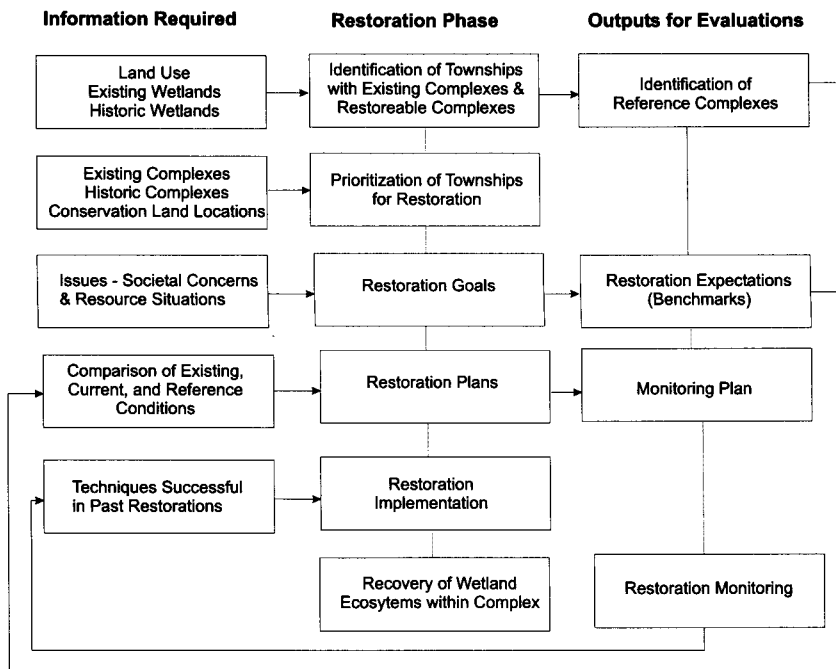 Information Required
Restoration Phase
Outputs for Evaluations
Land Use
Existing Wetlands
Historic Wetlands
Identification of Townships
with Existing Complexes &
Restoreable Complexes
Identification of
Reference Complexes
Existing Complexes
Historic Complexes
Conservation Land Locations
Prioritization of Townships
for Restoration
Issues - Societal Concerns
& Resource Situations
Restoration Goals
Restoration Expectations
(Benchmarks)
Comparison of Existing,
Current, and Reference
Conditions
Restoration Plans
Monitoring Plan
Techniques Successful
in Past Restorations
Restoration
Implementation
Recovery of Wetland
Ecosytems within Complex
Restoration Monitoring